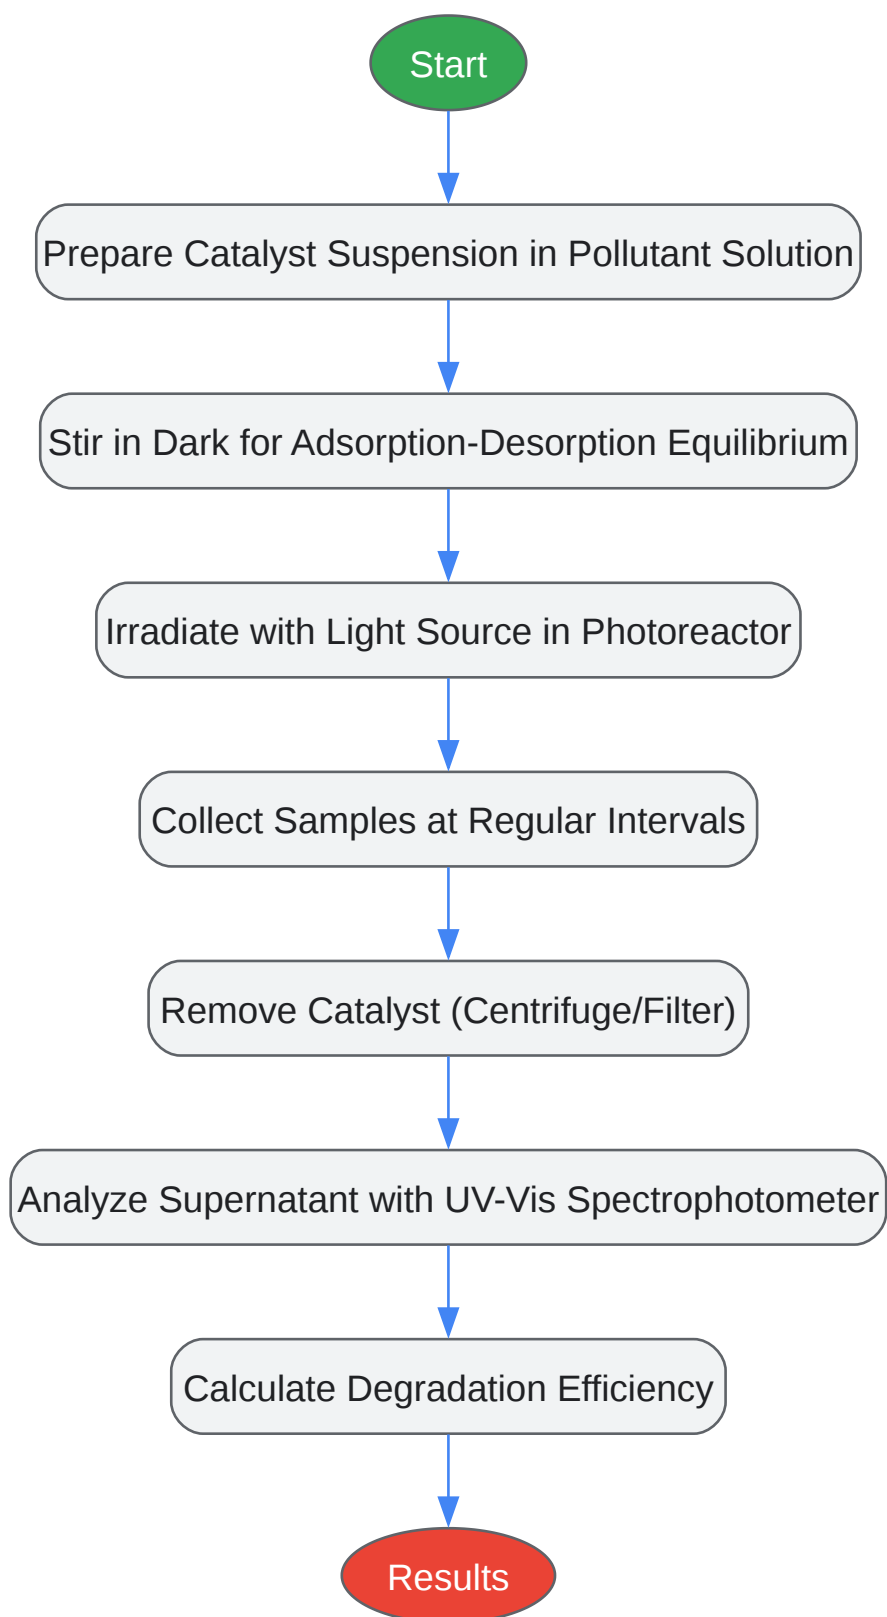 Start
Prepare Catalyst Suspension in Pollutant Solution
Stir in Dark for Adsorption-Desorption Equilibrium
Irradiate with Light Source in Photoreactor
Collect Samples at Regular Intervals
Remove Catalyst (Centrifuge/Filter)
Analyze Supernatant with UV-Vis Spectrophotometer
Calculate Degradation Efficiency
Results